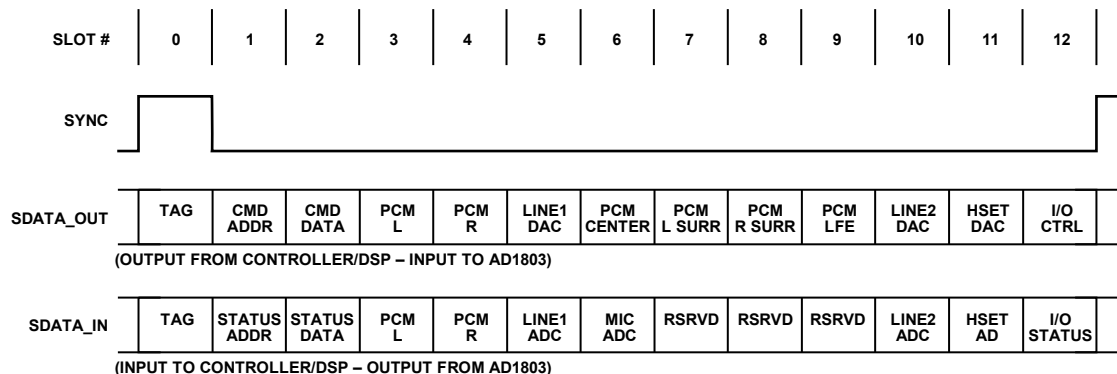 SLOT # 0 1 2 3 4 5 6 7 8 9 10 11 12
SYNC
SDATA_OUT TAG CMD ADDR CMD DATA PCM L PCM R LINE1 DAC PCM CENTER PCM L SURR PCM R SURR PCM LFE LINE2 DAC HSET DAC I/O CTRL
(OUTPUT FROM CONTROLLER/DSP – INPUT TO AD1803)
SDATA_IN TAG STATUS ADDR STATUS DATA PCM L PCM R LINE1 ADC MIC ADC RSRVD RSRVD RSRVD LINE2 ADC HSET AD I/O STATUS
(INPUT TO CONTROLLER/DSP – OUTPUT FROM AD1803)